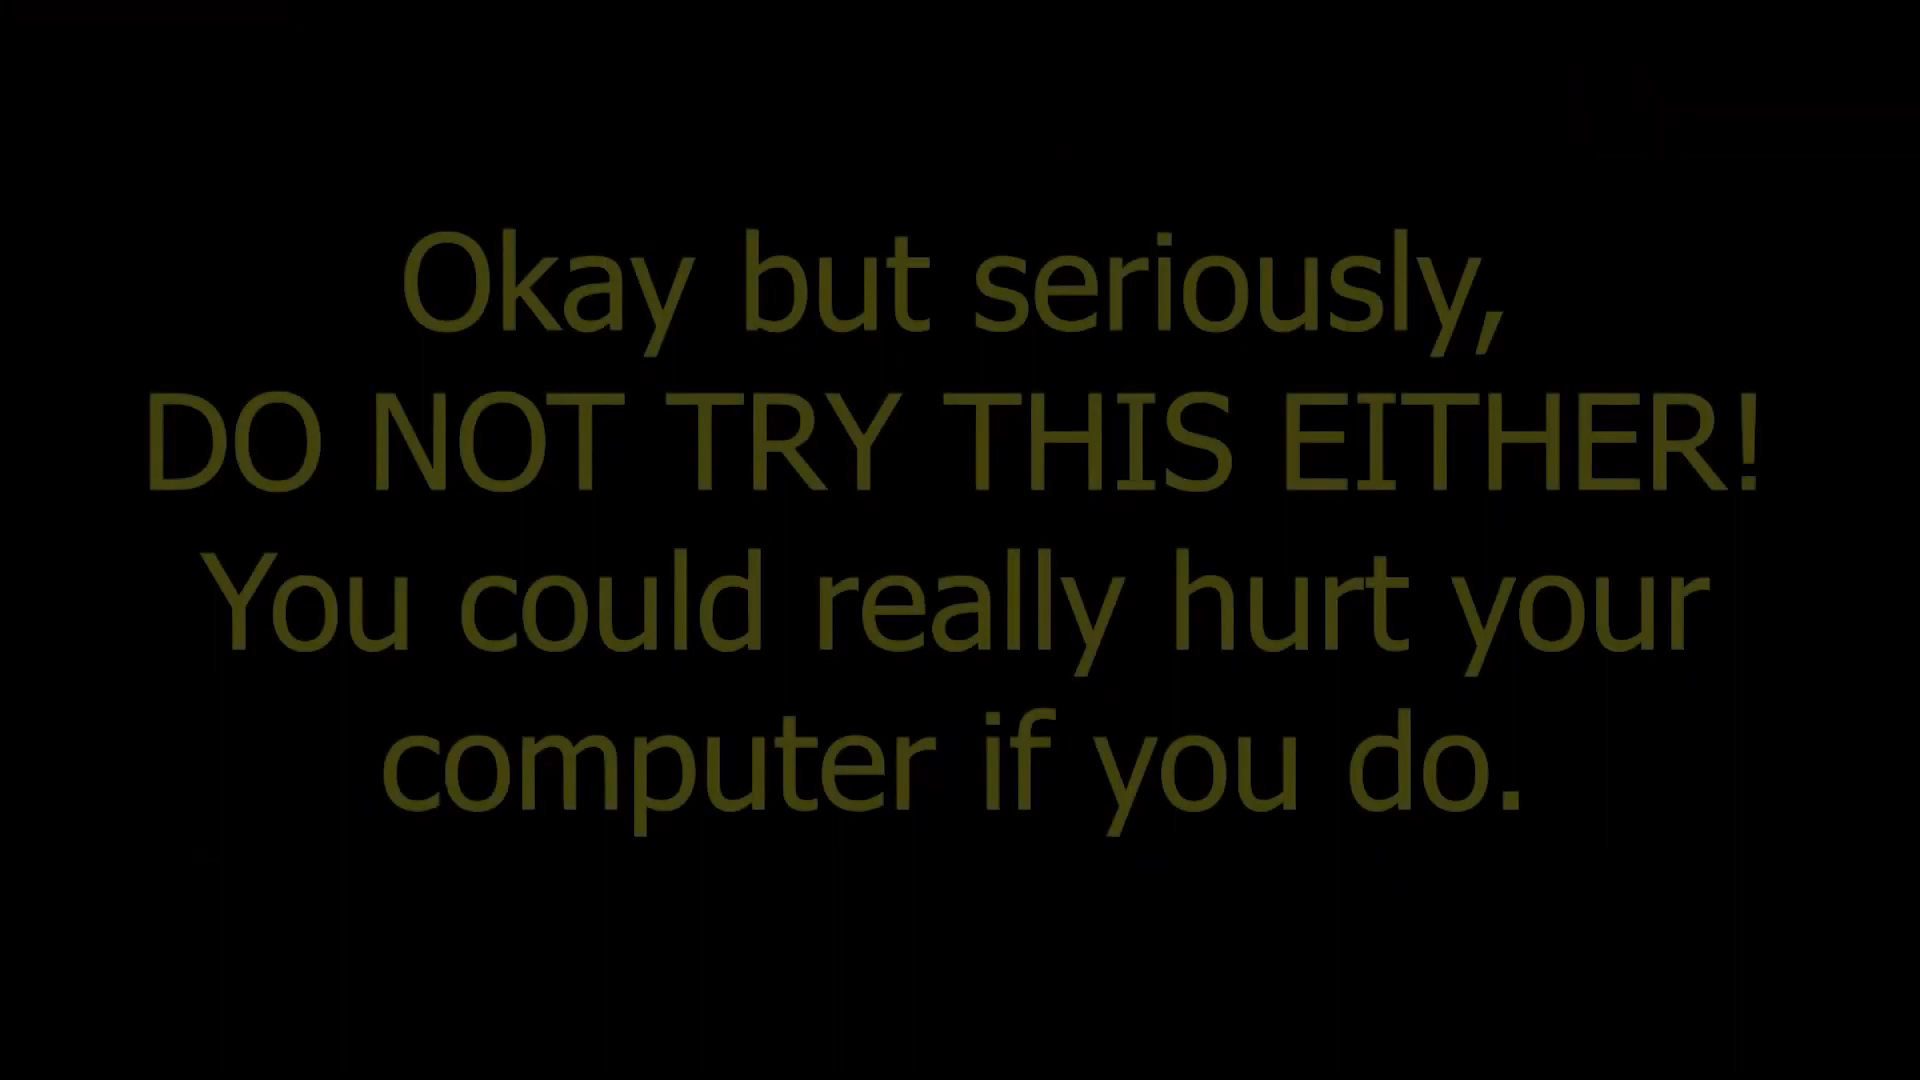 Okay but seriously,
DO NOT TRY THIS EITHER!
You could really hurt your
computer if you do.